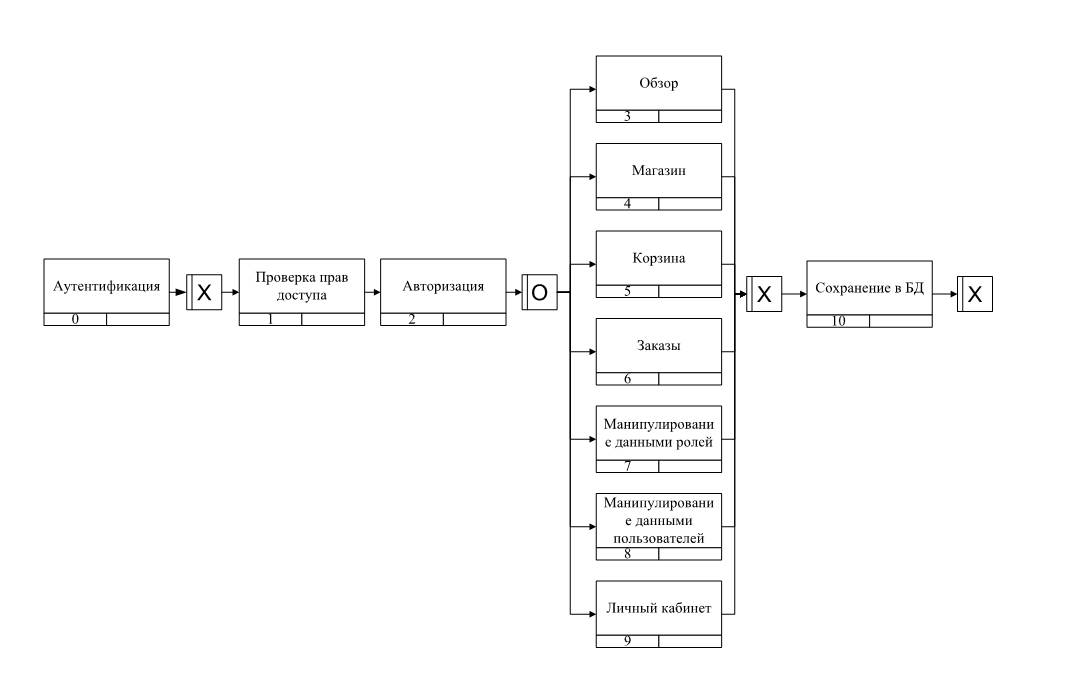 Аутентификация
0
X
Проверка прав
доступа
1
Авторизация
2
O
Обзор
3
Магазин
4
Корзина
5
Заказы
6
Манипулировани
е данными ролей
7
Манипулировани
е данными
пользователей
8
Личный кабинет
9
X
Сохранение в БД
10
X